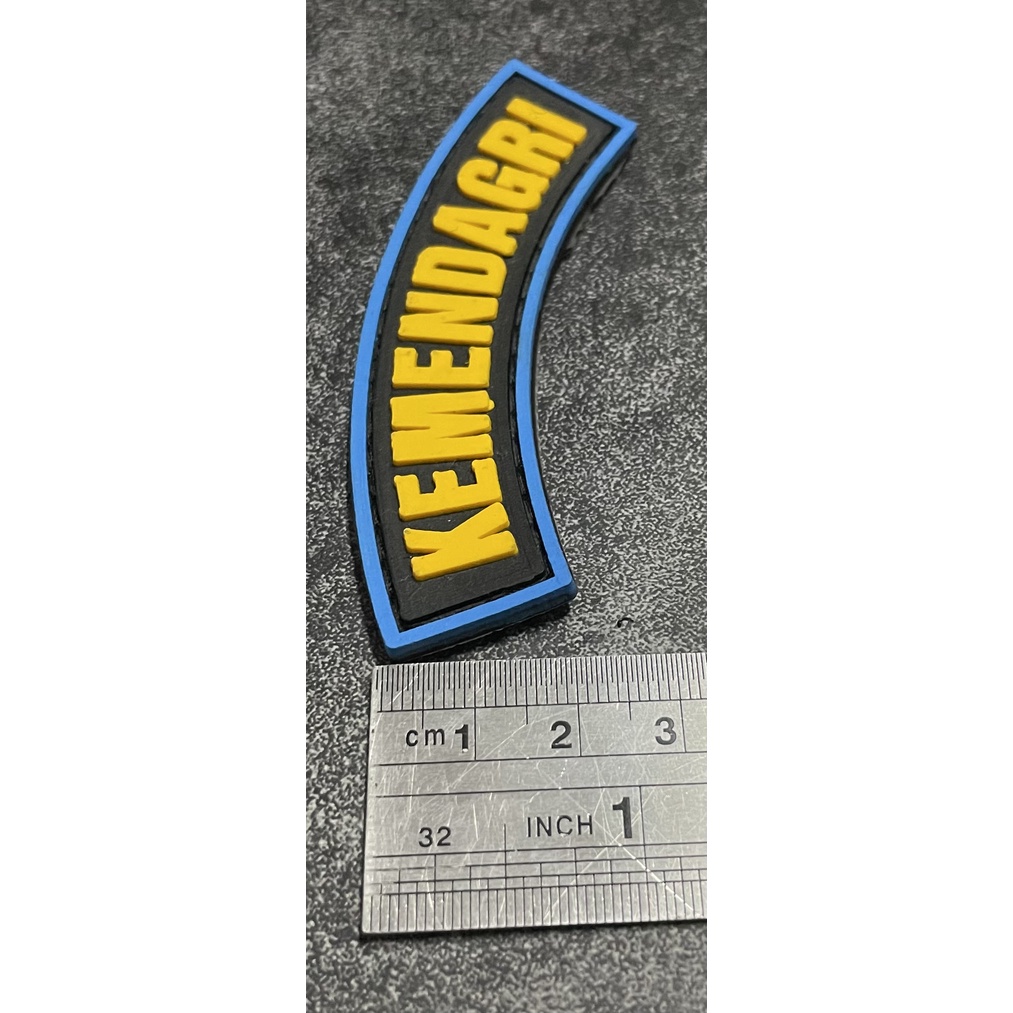 KEMENDAGRI
cm 1 2 3
32 INCH 1